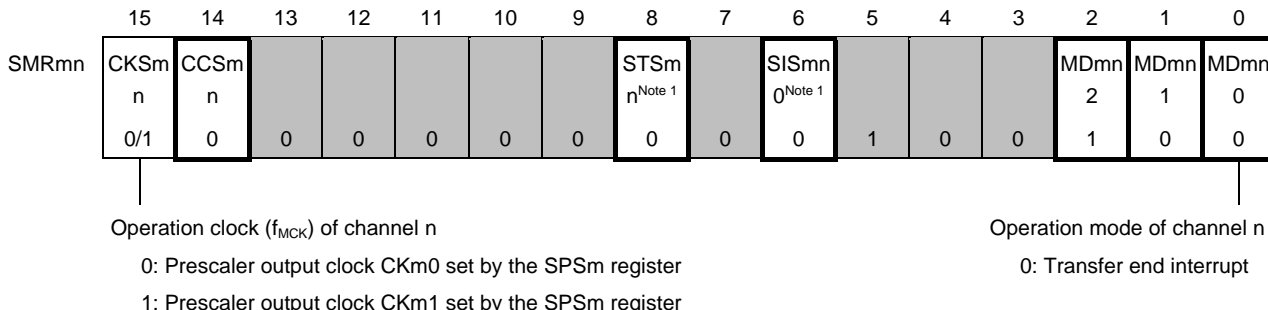 15 14 13 12 11 10 9 8 7 6 5 4 3 2 1 0
SMRmn CKSm CCSm STSm SISmn MDmn MDmn MDmn
n n nNote 1 0Note 1 2 1 0
0/1 0 0 0 0 0 0 0 0 0 1 0 0 1 0 0
Operation clock (fMCK) of channel n Operation mode of channel n
0: Prescaler output clock CKm0 set by the SPSm register 0: Transfer end interrupt
1: Prescaler output clock CKm1 set by the SPSm register